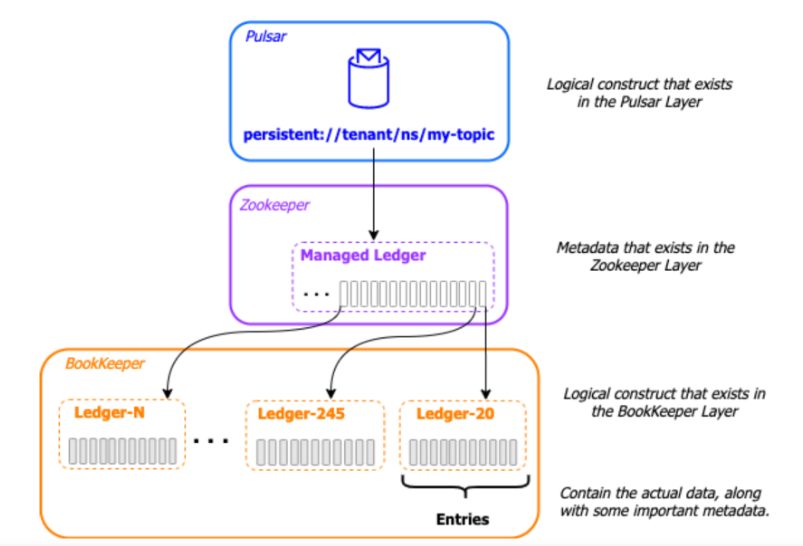 Pulsar
persistent://tenant/ns/my-topic
Logical construct that exists
in the Pulsar Layer
Zookeeper
Managed Ledger
...
Metadata that exists in the
Zookeeper Layer
BookKeeper
Ledger-N
...
Ledger-245
Ledger-20
Logical construct that exists in
the BookKeeper Layer
Entries
Contain the actual data, along
with some important metadata.